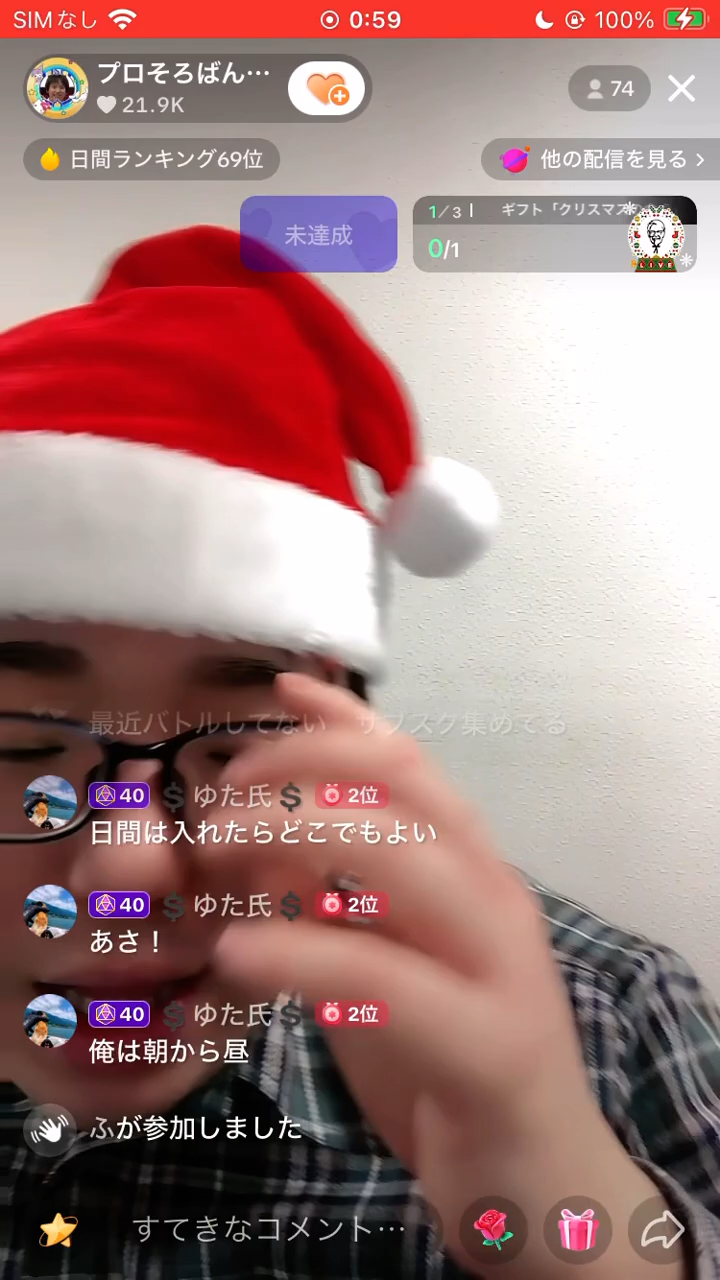 SIMなし
0:59
100%
プロそろばん…
21.9K
74
日間ランキング69位
他の配信を見る
未達成
1/3
ギフト「クリスマス
0/1
LIVE
最近バトルしてない サブスク集めてる
40 $ ゆた氏 $ 2位
日間は入れたらどこでもよい
40 $ ゆた氏 $ 2位
あさ！
40 $ ゆた氏 $ 2位
俺は朝から昼
ふが参加しました
すてきなコメント…